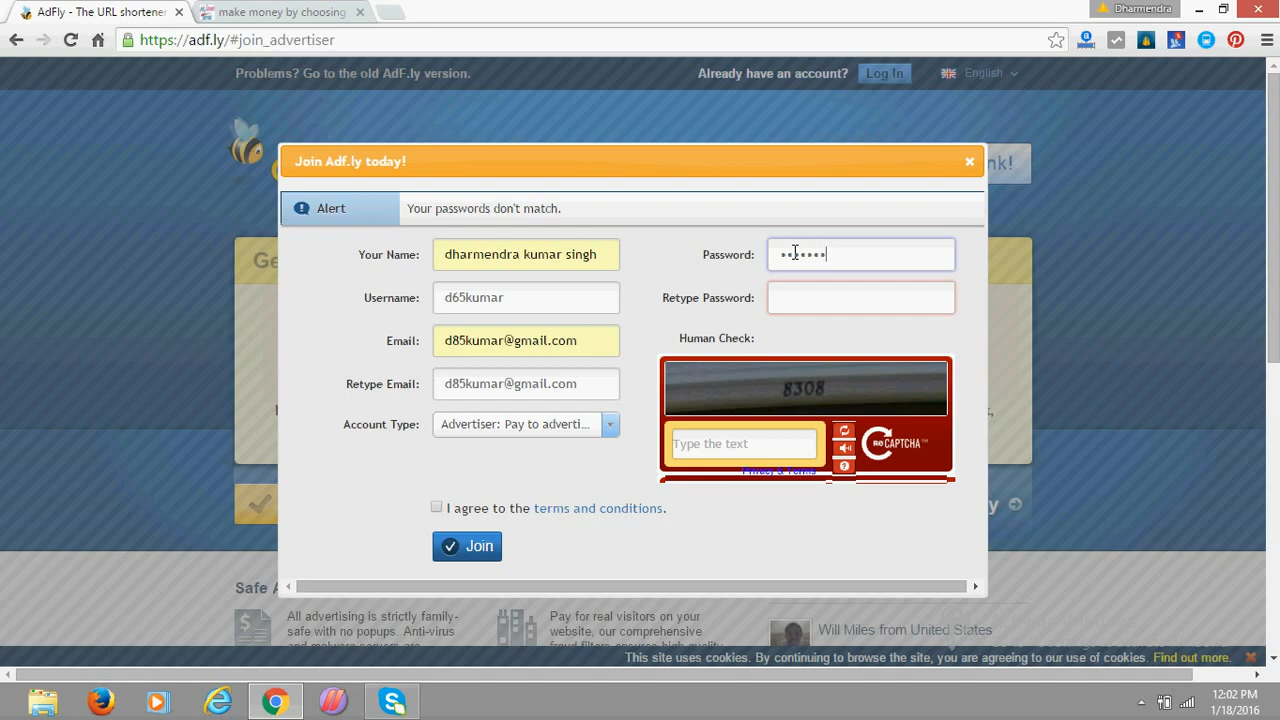 AdFly - The URL shortener
make money by choosing
Dharmendra
https://adf.ly/#join_advertiser
Problems? Go to the old AdF.ly version.
Already have an account?
Log In
English
nk!
Join Adf.ly today!
Alert
Your passwords don't match.
Ge
Your Name:
dharmendra kumar singh
Password:
Username:
d65kumar
Retype Password:
Email:
d85kumar@gmail.com
Human Check:
Retype Email:
d85kumar@gmail.com
8308
Account Type:
Advertiser: Pay to adverti...
Type the text
reCAPTCHA™
Privacy & Terms
I agree to the terms and conditions.
y
Join
Safe A
All advertising is strictly family-
safe with no popups. Anti-virus
Pay for real visitors on your
website, our comprehensive
Will Miles from United States
This site uses cookies. By continuing to browse the site, you are agreeing to our use of cookies. Find out more.
12:02 PM
1/18/2016